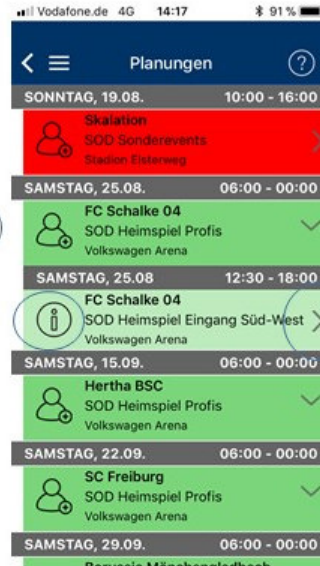 Vodafone.de 4G 14:17 91 %
Planungen ?
SONNTAG, 19.08. 10:00 - 16:00
Skalation
SOD Sonderevents
Stadion Elsterweg
SAMSTAG, 25.08. 06:00 - 00:00
FC Schalke 04
SOD Heimspiel Profis
Volkswagen Arena
SAMSTAG, 25.08 12:30 - 18:00
FC Schalke 04
SOD Heimspiel Eingang Süd-West
Volkswagen Arena
SAMSTAG, 15.09. 06:00 - 00:00
Hertha BSC
SOD Heimspiel Profis
Volkswagen Arena
SAMSTAG, 22.09. 06:00 - 00:00
SC Freiburg
SOD Heimspiel Profis
Volkswagen Arena
SAMSTAG, 29.09. 06:00 - 00:00
Borussia Mönchengladbach